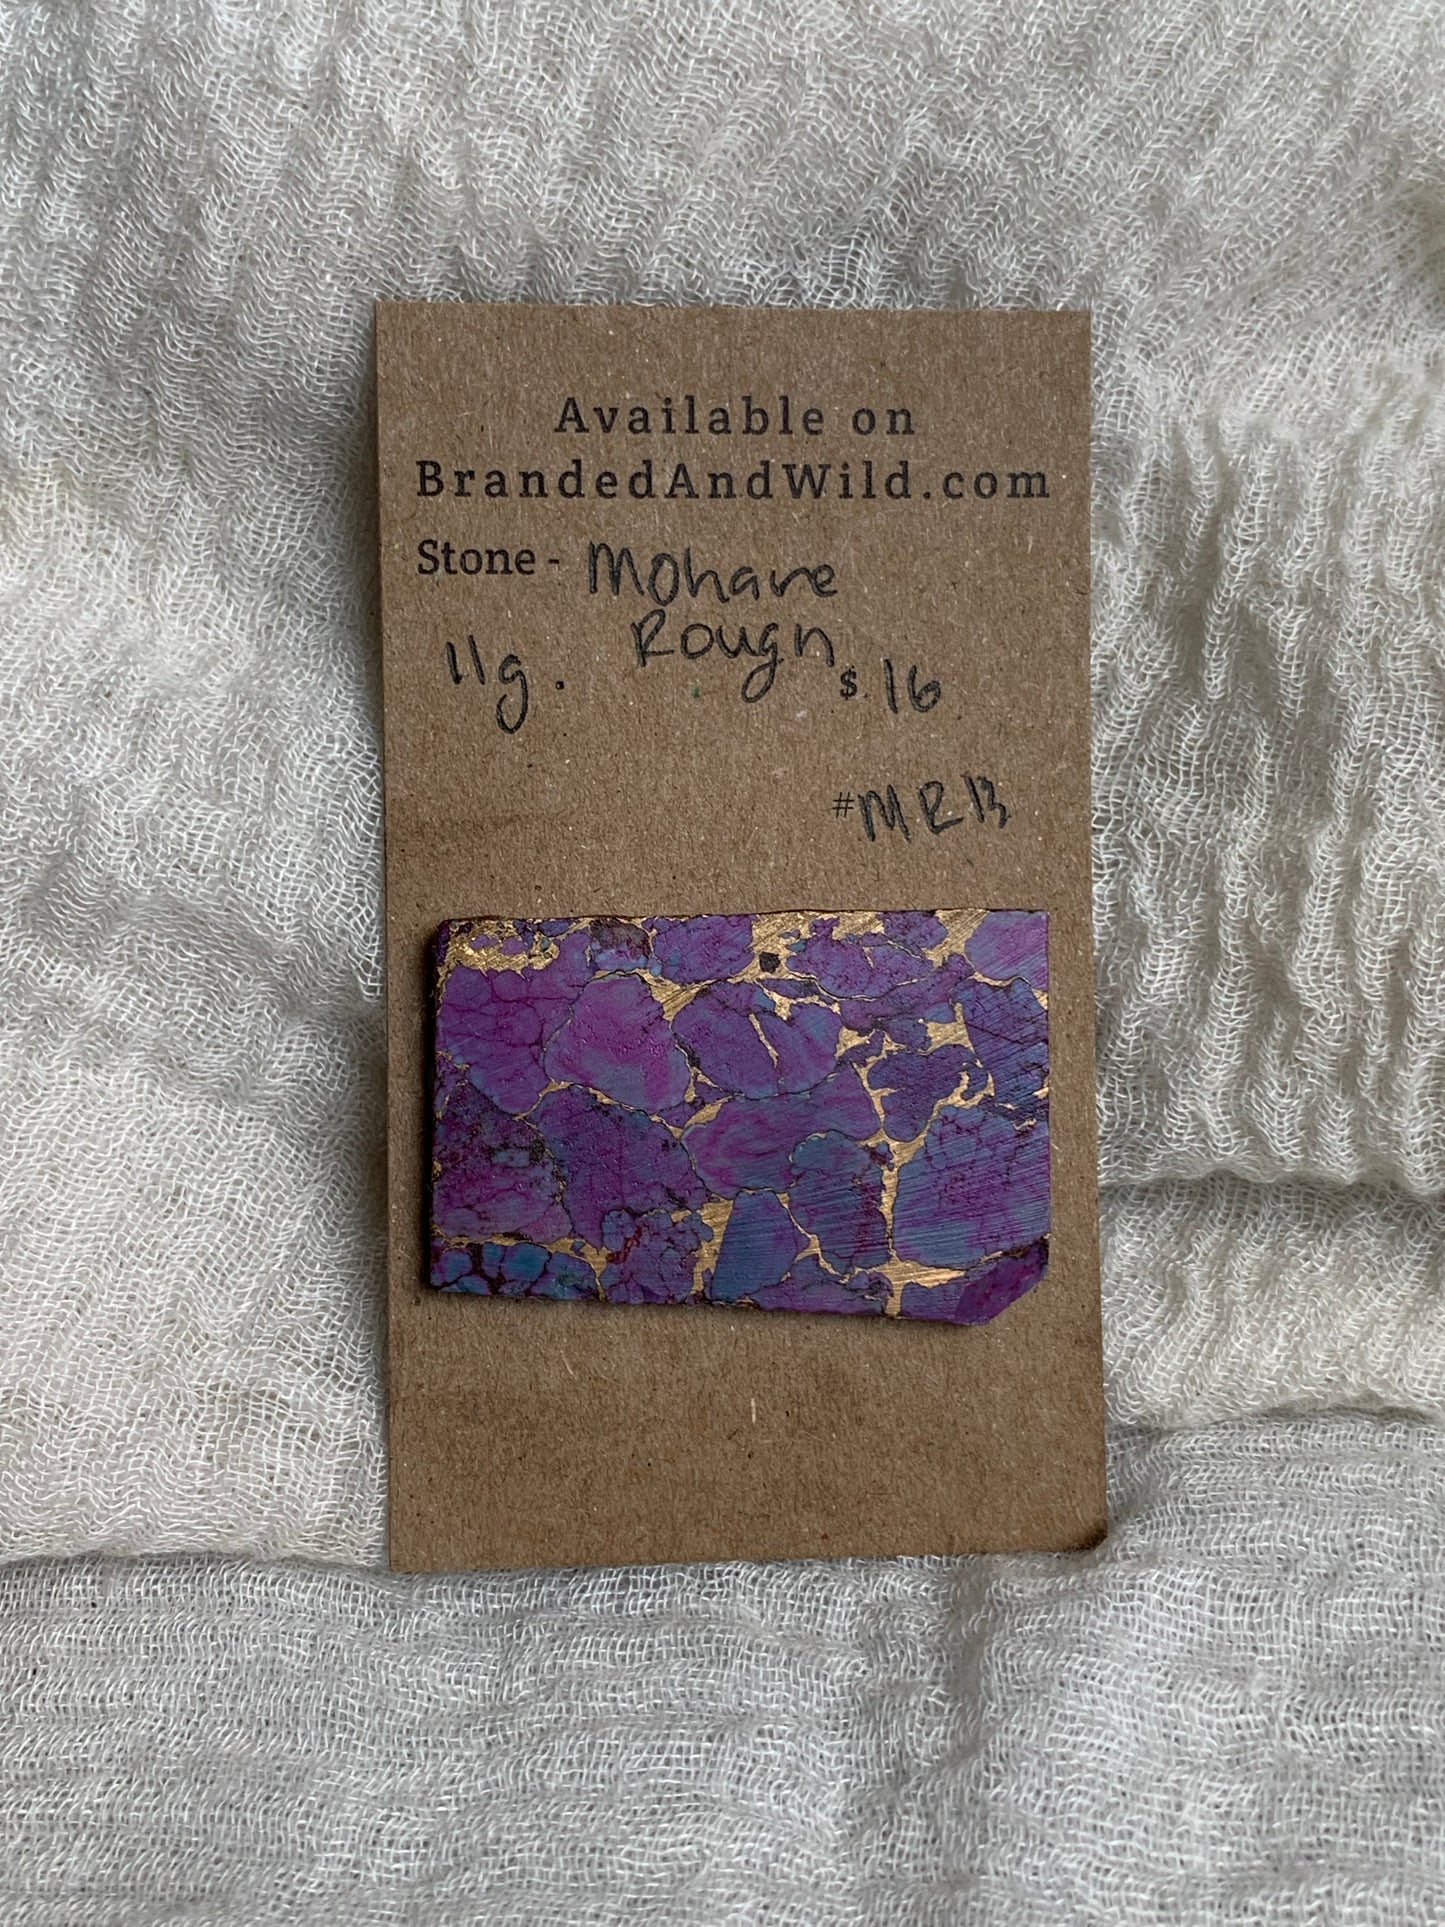 Available on
BrandedAndWild.com
Stone - Mohave
Rough
11g. $.16
#MR13